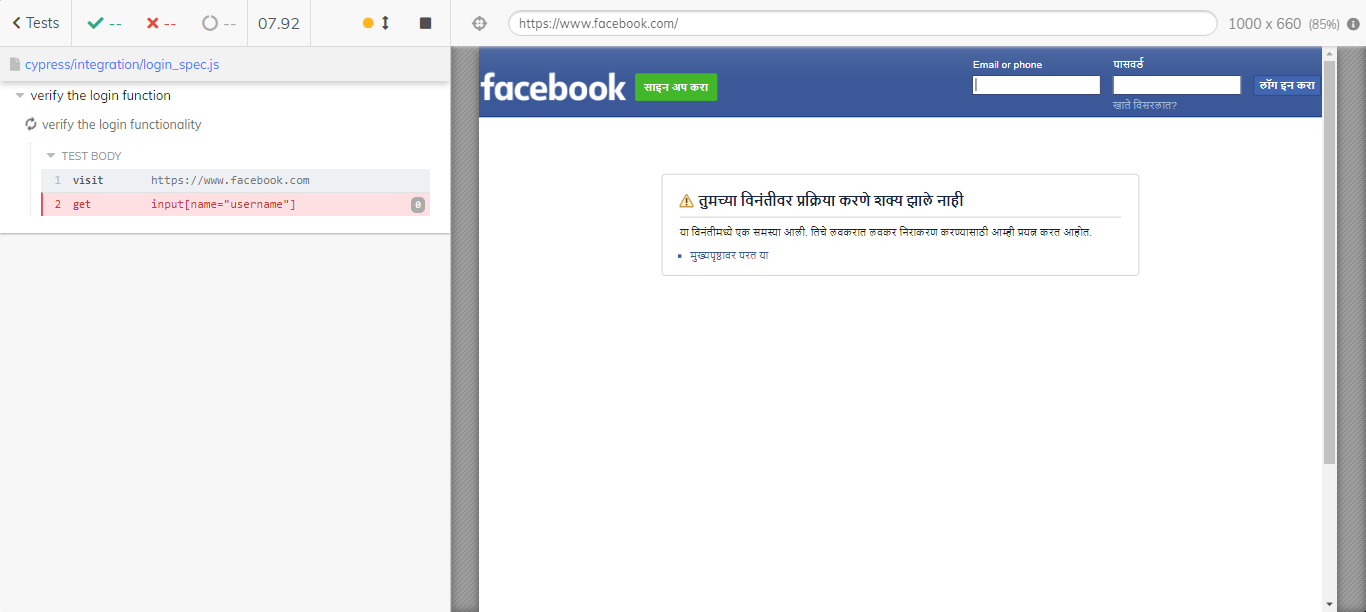 Tests
--
--
--
07.92
https://www.facebook.com/
1000 x 660 (85%)
cypress/integration/login_spec.js
verify the login function
verify the login functionality
TEST BODY
1 visit https://www.facebook.com
2 get input[name="username"] 0
facebook
साइन अप करा
Email or phone
पासवर्ड
लॉग इन करा
खाते विसरलात?
तुमच्या विनंतीवर प्रक्रिया करणे शक्य झाले नाही
या विनंतीमध्ये एक समस्या आली. तिचे लवकरात लवकर निराकरण करण्यासाठी आम्ही प्रयत्न करत आहोत.
मुख्यपृष्ठावर परत या